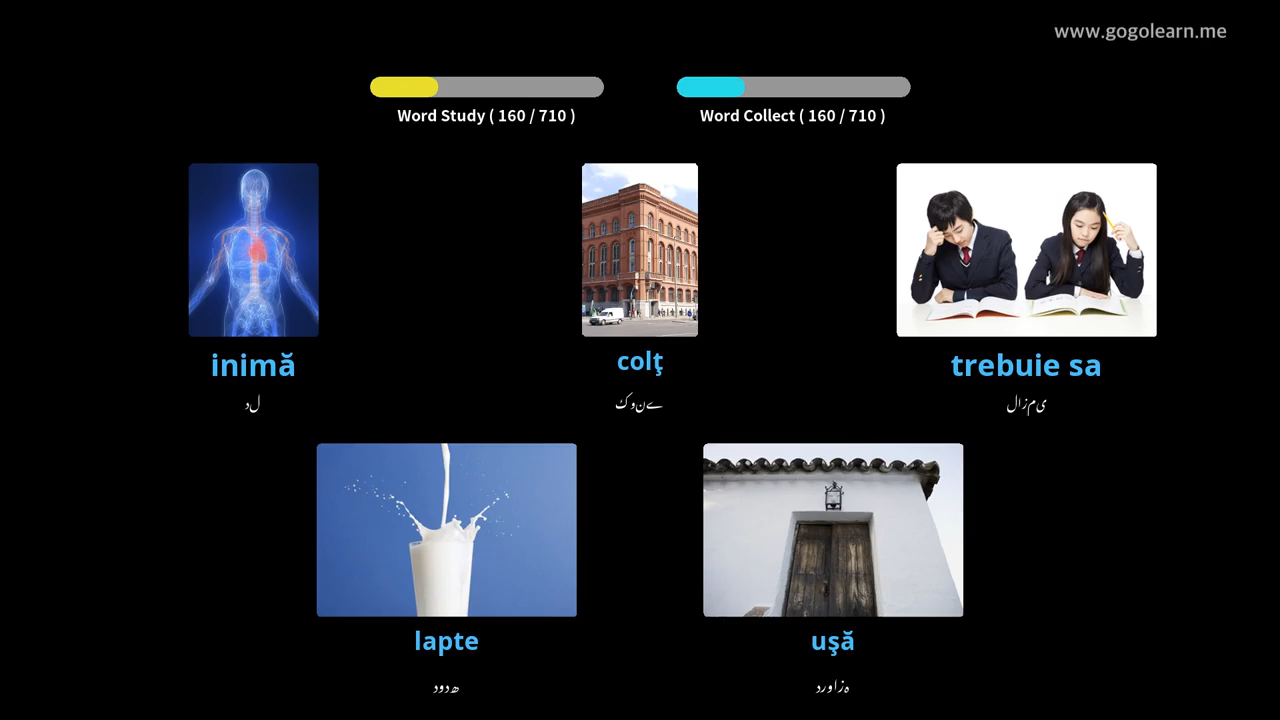 www.gogolearn.me
Word Study ( 160 / 710 )
Word Collect ( 160 / 710 )
inimă
دل
colţ
کونے
trebuie sa
لازمی
lapte
دودھ
uşă
دروازہ